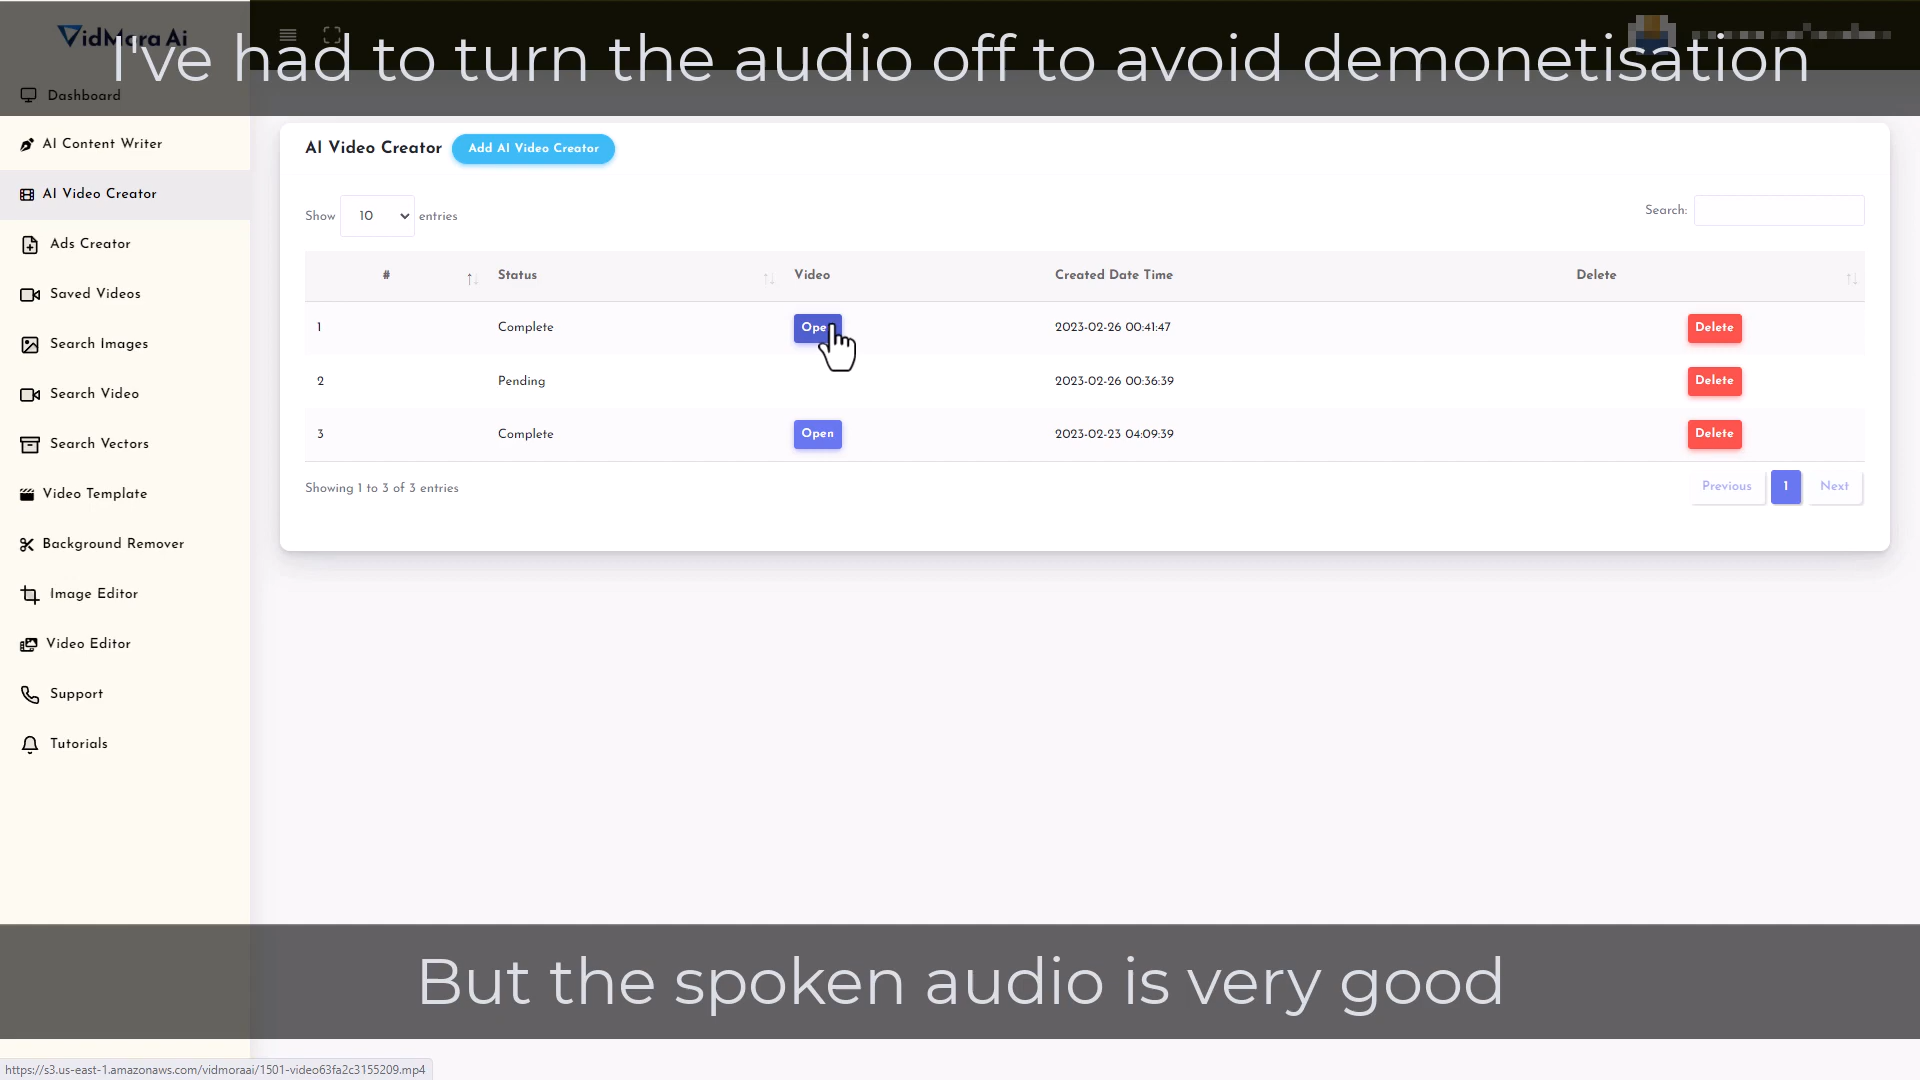 VidMora Ai
I've had to turn the audio off to avoid demonetisation
Dashboard
AI Content Writer
AI Video Creator
Ads Creator
Saved Videos
Search Images
Search Video
Search Vectors
Video Template
Background Remover
Image Editor
Video Editor
Support
Tutorials
AI Video Creator Add AI Video Creator
Show 10 entries Search:
# Status Video Created Date Time Delete
1 Complete Open 2023-02-26 00:41:47 Delete
2 Pending 2023-02-26 00:36:39 Delete
3 Complete Open 2023-02-23 04:09:39 Delete
Showing 1 to 3 of 3 entries Previous 1 Next
But the spoken audio is very good
https://s3.us-east-1.amazonaws.com/vidmoraai/1501-video63fa2c3155209.mp4